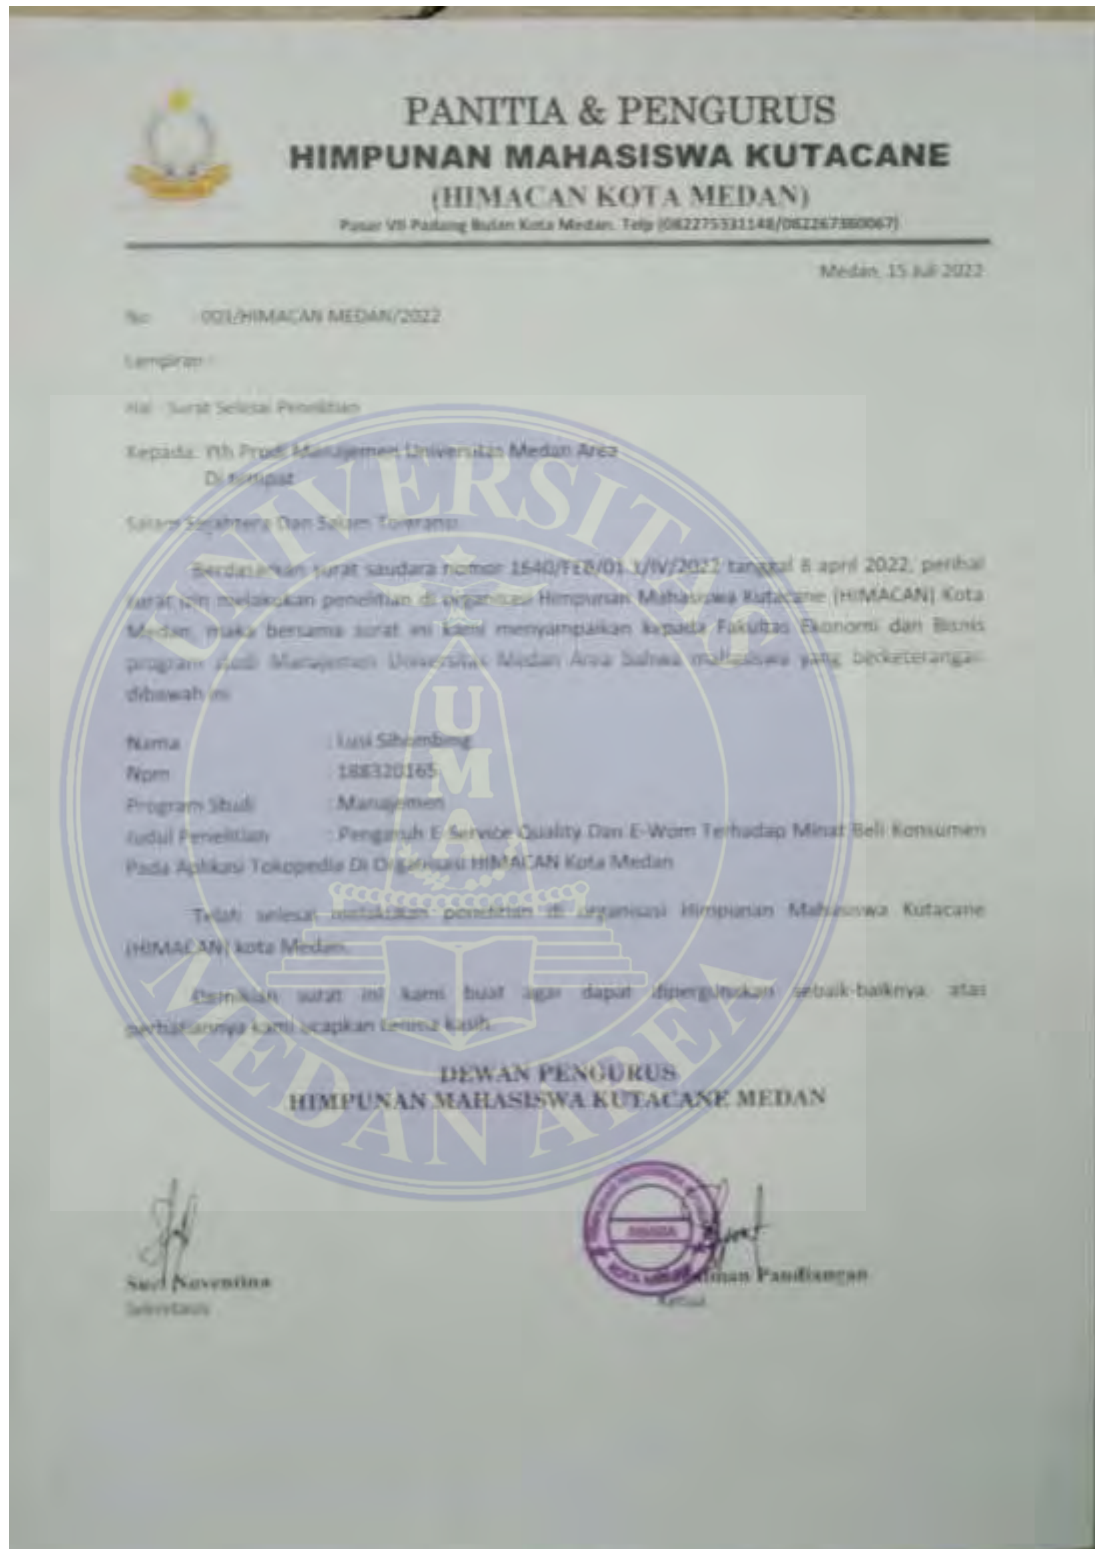 PANITIA & PENGURUS
HIMPUNAN MAHASISWA KUTACANE
(HIMACAN KOTA MEDAN)
Pasar VII Padang Bulan Kota Medan. Telp (082275331148/082267380067)
Medan, 15 Juli 2022
No 003/HIMACAN MEDAN/2022
Lampiran :
Hal : Surat Selesai Penelitian
Kepada: Yth Prodi Manajemen Universitas Medan Area
Di tempat
Salam Sejahtera Dan Salam Toleransi.
Berdasarkan surat saudara nomor 1640/FEB/01.1/IV/2022 tanggal 8 april 2022, perihal
surat izin melakukan penelitian di organisasi Himpunan Mahasiswa Kutacane (HIMACAN) Kota
Medan, maka bersama surat ini kami menyampaikan kepada Fakultas Ekonomi dan Bisnis
program studi Manajemen Universitas Medan Area Bahwa mahasiswa yang berketerangan
dibawah ini
Nama : Lusi Sihombing
Npm : 188320165
Program Studi : Manajemen
Judul Penelitian : Pengaruh E-Service Quality Dan E-Wom Terhadap Minat Beli Konsumen
Pada Aplikasi Tokopedia Di Organisasi HIMACAN Kota Medan
Telah selesai melakukan penelitian di organisasi Himpunan Mahasiswa Kutacane
(HIMACAN) kota Medan.
Demikian surat ini kami buat agar dapat dipergunakan sebaik-baiknya, atas
perhatiannya kami ucapkan terima kasih.
DEWAN PENGURUS
HIMPUNAN MAHASISWA KUTACANE MEDAN
Suci Noventina
Sekretaris
Pandiangan
Ketua
UNIVERSITAS
UMA
MEDAN AREA